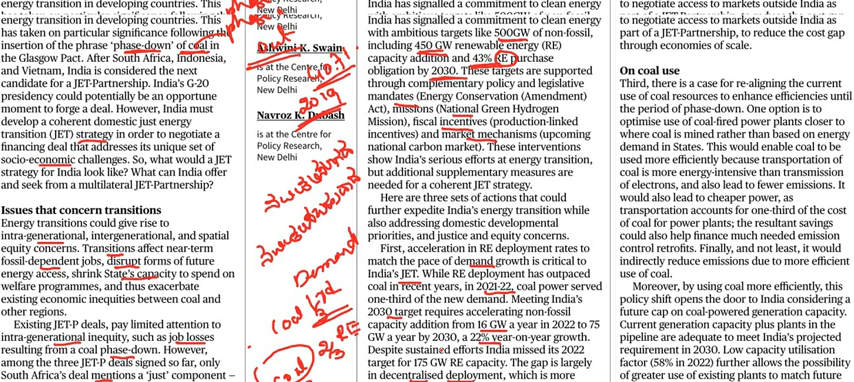 energy transition in developing countries. This
energy transition in developing countries. This
has taken on particular significance following the
insertion of the phrase ‘phase-down’ of coal in
the Glasgow Pact. After South Africa, Indonesia,
and Vietnam, India is considered the next
candidate for a JET-Partnership. India’s G-20
presidency could potentially be an opportune
moment to forge a deal. However, India must
develop a coherent domestic just energy
transition (JET) strategy in order to negotiate a
financing deal that addresses its unique set of
socio-economic challenges. So, what would a JET
strategy for India look like? What can India offer
and seek from a multilateral JET-Partnership?
Issues that concern transitions
Energy transitions could give rise to
intra-generational, intergenerational, and spatial
equity concerns. Transitions affect near-term
fossil-dependent jobs, disrupt forms of future
energy access, shrink State’s capacity to spend on
welfare programmes, and thus exacerbate
existing economic inequities between coal and
other regions.
Existing JET-P deals, pay limited attention to
intra-generational inequity, such as job losses
resulting from a coal phase-down. However,
among the three JET-P deals signed so far, only
South Africa’s deal mentions a ‘just’ component –
New Delhi
Policy Research,
New Delhi
Ashwini K. Swain
is at the Centre for
Policy Research,
New Delhi
2019
Navroz K. Dubash
is at the Centre for
Policy Research,
New Delhi
Demand
Coal
2/3 RE
Coal
India has signalled a commitment to clean energy
India has signalled a commitment to clean energy
with ambitious targets like 500GW of non-fossil,
including 450 GW renewable energy (RE)
capacity addition and 43% RE purchase
obligation by 2030. These targets are supported
through complementary policy and legislative
mandates (Energy Conservation (Amendment)
Act), missions (National Green Hydrogen
Mission), fiscal incentives (production-linked
incentives) and market mechanisms (upcoming
national carbon market). These interventions
show India’s serious efforts at energy transition,
but additional supplementary measures are
needed for a coherent JET strategy.
Here are three sets of actions that could
further expedite India’s energy transition while
also addressing domestic developmental
priorities, and justice and equity concerns.
First, acceleration in RE deployment rates to
match the pace of demand growth is critical to
India’s JET. While RE deployment has outpaced
coal in recent years, in 2021-22, coal power served
one-third of the new demand. Meeting India’s
2030 target requires accelerating non-fossil
capacity addition from 16 GW a year in 2022 to 75
GW a year by 2030, a 22% year-on-year growth.
Despite sustained efforts India missed its 2022
target for 175 GW RE capacity. The gap is largely
in decentralised deployment, which is more
to negotiate access to markets outside India as
to negotiate access to markets outside India as
part of a JET-Partnership, to reduce the cost gap
through economies of scale.
On coal use
Third, there is a case for re-aligning the current
use of coal resources to enhance efficiencies until
the period of phase-down. One option is to
optimise use of coal-fired power plants closer to
where coal is mined rather than based on energy
demand in States. This would enable coal to be
used more efficiently because transportation of
coal is more energy-intensive than transmission
of electrons, and also lead to fewer emissions. It
would also lead to cheaper power, as
transportation accounts for one-third of the cost
of coal for power plants; the resultant savings
could also help finance much needed emission
control retrofits. Finally, and not least, it would
indirectly reduce emissions due to more efficient
use of coal.
Moreover, by using coal more efficiently, this
policy shift opens the door to India considering a
future cap on coal-powered generation capacity.
Current generation capacity plus plants in the
pipeline are adequate to meet India’s projected
requirement in 2030. Low capacity utilisation
factor (58% in 2022) further allows the possibility
of greater use of existing plants to match future